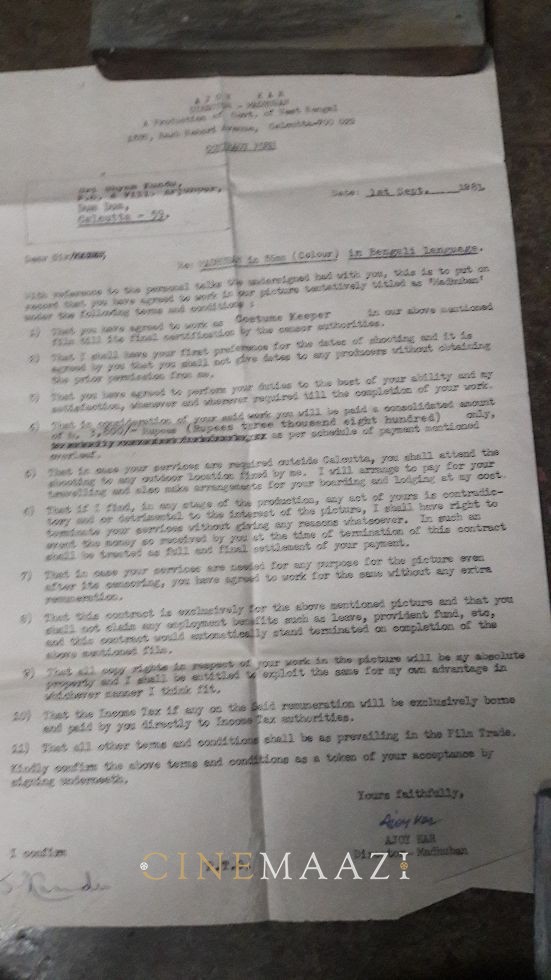 AJOY KAR
DIRECTOR - MADHUBAN
A Production of Govt. of West Bengal
Avenue, Calcutta-700 029
CONTRACT FORM
Sri Kundu,
P.O. & Vill. Arjunpur,
Dum Dum,
Calcutta - 59.
Date: 1st Sept. 1981
Dear Sir/
Re: MADHUBAN in 35mm (Colour) in Bengali language.
With reference to the personal talks the undersigned had with you, this is to put on
record that you have agreed to work in our picture tentatively titled as 'Madhuban'
under the following terms and conditions :
1) That you have agreed to work as Costume Keeper in our above mentioned
film till its final certification by the censor authorities.
2) That I shall have your first preference for the dates of shooting and it is
agreed by you that you shall not give dates to any producers without obtaining
the prior permission from me.
3) That you have agreed to perform your duties to the best of your ability and my
satisfaction, whenever and wherever required till the completion of your work.
4) That in consideration of your said work you will be paid a consolidated amount
of Rs. Rupees (Rupees three thousand eight hundred) only,
as per schedule of payment mentioned
overleaf.
5) That in case your services are required outside Calcutta, you shall attend the
shooting to any outdoor location fixed by me. I will arrange to pay for your
travelling and also make arrangements for your boarding and lodging at my cost.
6) That if I find, in any stage of the production, any act of yours is contradic-
tory and or detrimental to the interest of the picture, I shall have right to
terminate your services without giving any reasons whatsoever. In such an
event the money so received by you at the time of termination of this contract
shall be treated as full and final settlement of your payment.
7) That in case your services are needed for any purpose for the picture even
after its censoring, you have agreed to work for the same without any extra
remuneration.
8) That this contract is exclusively for the above mentioned picture and that you
shall not claim any employment benefits such as leave, provident fund, etc,
and this contract would automatically stand terminated on completion of the
above mentioned film.
9) That all copy rights in respect of your work in the picture will be my absolute
property and I shall be entitled to exploit the same for my own advantage in
whichever manner I think fit.
10) That the Income Tax if any on the said remuneration will be exclusively borne
and paid by you directly to Income Tax authorities.
11) That all other terms and conditions shall be as prevailing in the Film Trade.
Kindly confirm the above terms and conditions as a token of your acceptance by
signing underneath.
Yours faithfully,
Ajoy Kar
AJOY KAR
Director - Madhuban
I confirm
S Kundu
CINEMAAZI